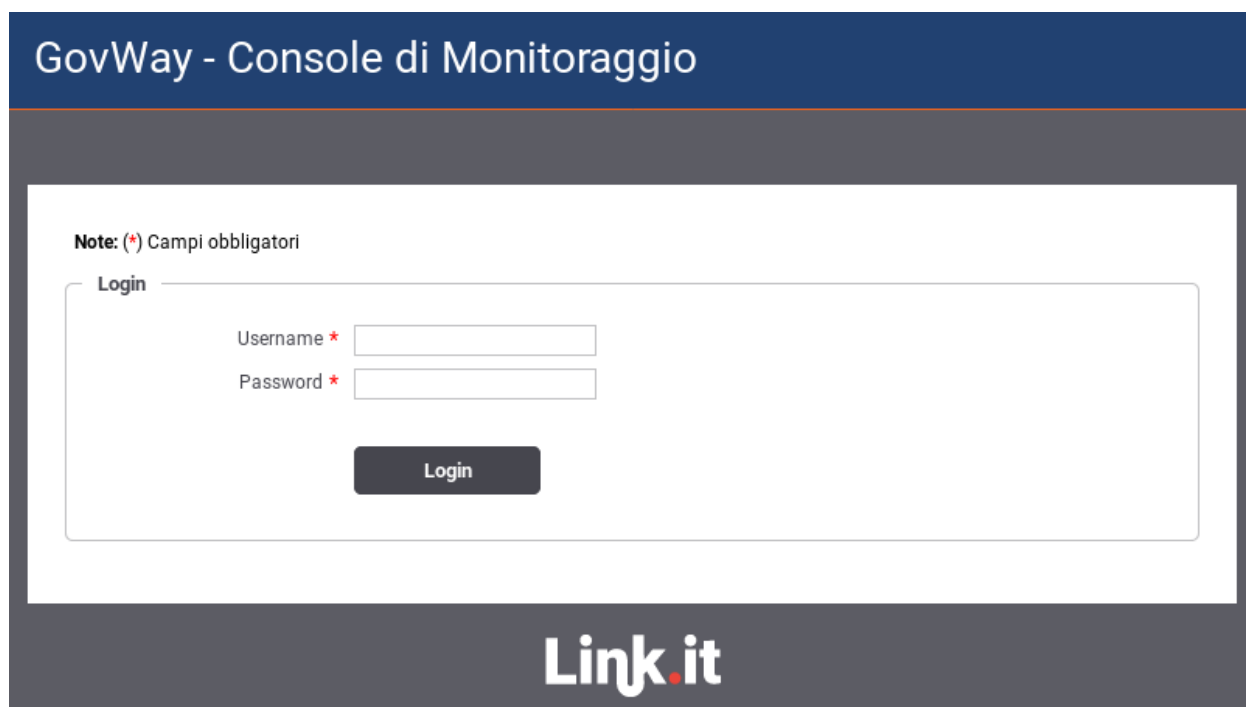 GovWay - Console di Monitoraggio
Note: (*) Campi obbligatori
Login
Username *
Password *
Login
Link.it